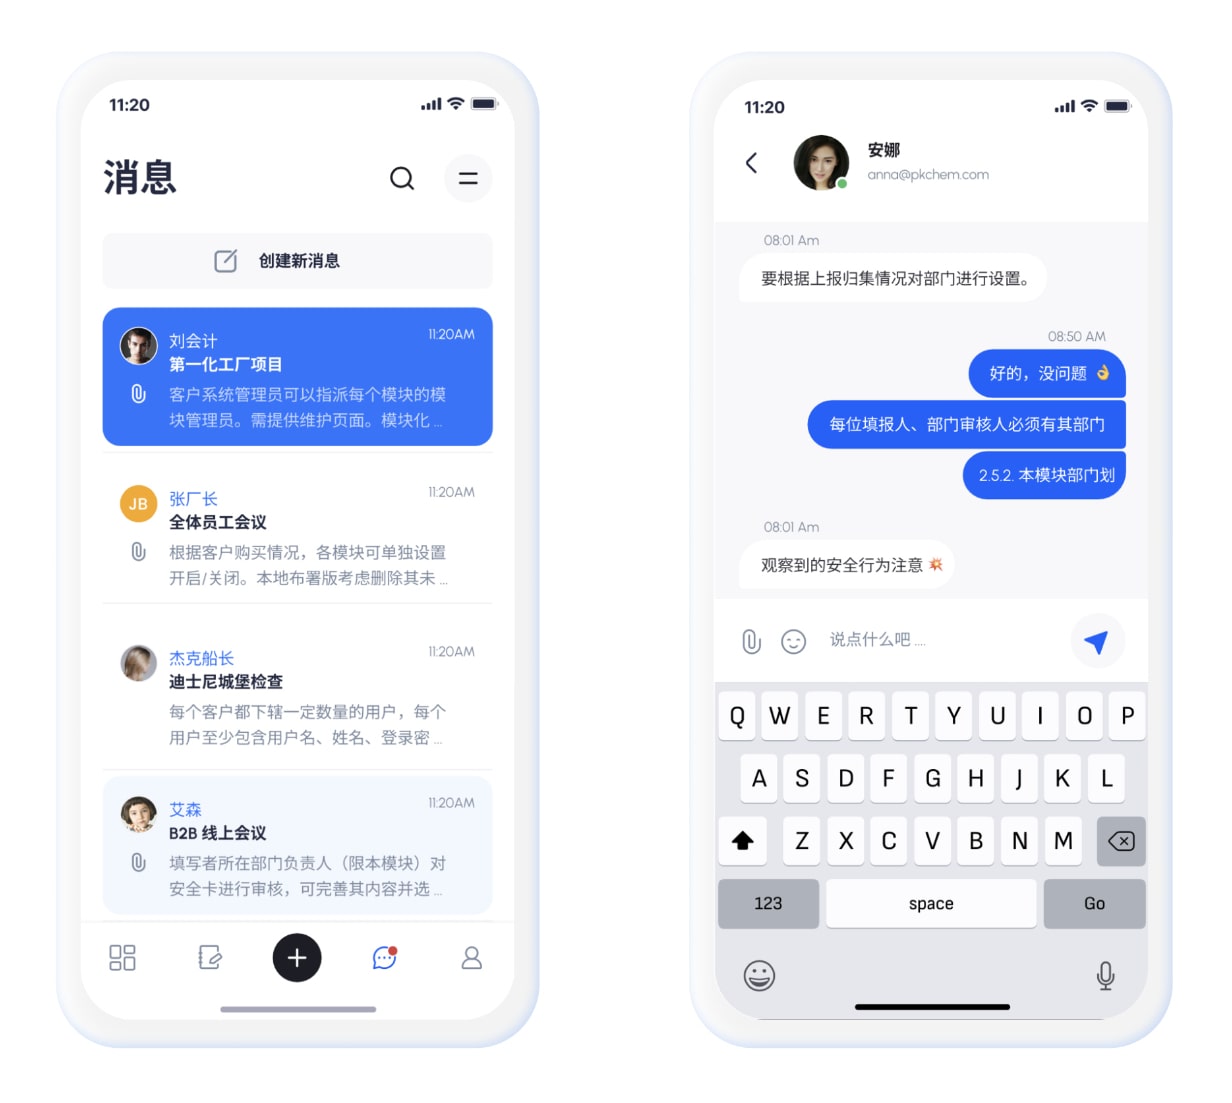 11:20
消息
创建新消息
刘会计
11:20AM
第一化工厂项目
客户系统管理员可以指派每个模块的模
块管理员。需提供维护页面。模块化 ...
JB
张厂长
11:20AM
全体员工会议
根据客户购买情况，各模块可单独设置
开启/关闭。本地布署版考虑删除其未 ...
杰克船长
11:20AM
迪士尼城堡检查
每个客户都下辖一定数量的用户，每个
用户至少包含用户名、姓名、登录密 ...
艾森
11:20AM
B2B 线上会议
填写者所在部门负责人（限本模块）对
安全卡进行审核，可完善其内容并选 ...
11:20
安娜
anna@pkchem.com
08:01 Am
要根据上报归集情况对部门进行设置。
08:50 AM
好的，没问题 👌
每位填报人、部门审核人必须有其部门
2.5.2. 本模块部门划
08:01 Am
观察到的安全行为注意 💥
说点什么吧 ...
Q W E R T Y U I O P
A S D F G H J K L
Z X C V B N M
123 space Go